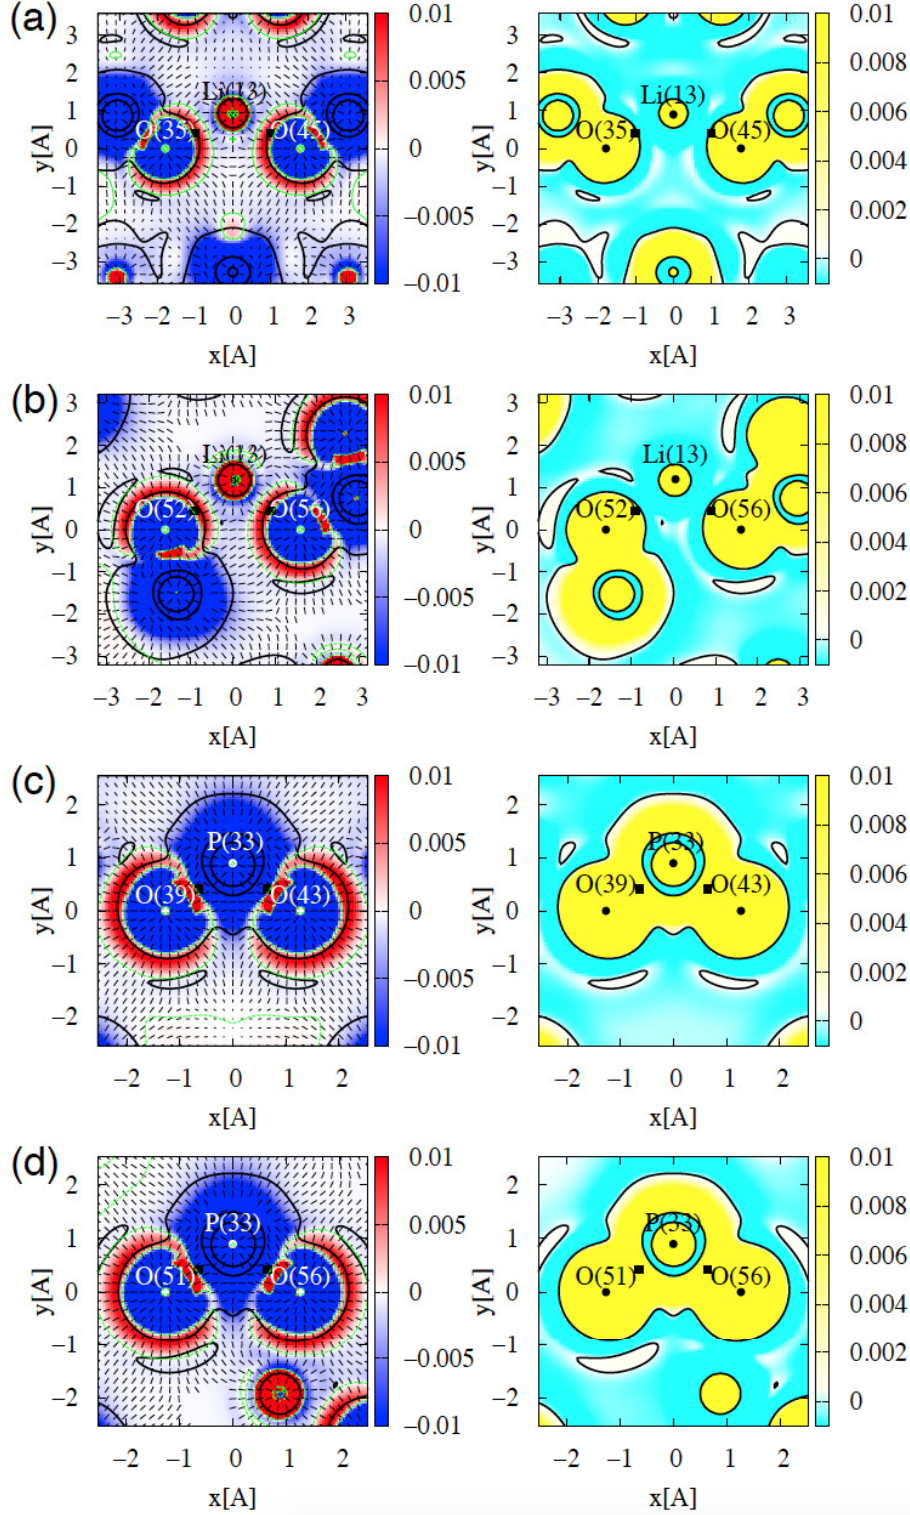 (a)
y[A]
3
2
1
0
−1
−2
−3
Li(13)
O(35)
O(45)
−3 −2 −1 0 1 2 3
x[A]
0.01
0.005
0
−0.005
−0.01
y[A]
3
2
1
0
−1
−2
−3
Li(13)
O(35)
O(45)
−3 −2 −1 0 1 2 3
x[A]
0.01
0.008
0.006
0.004
0.002
0
(b)
y[A]
3
2
1
0
−1
−2
−3
Li(13)
O(52)
O(56)
−3 −2 −1 0 1 2 3
x[A]
0.01
0.005
0
−0.005
−0.01
y[A]
3
2
1
0
−1
−2
−3
Li(13)
O(52)
O(56)
−3 −2 −1 0 1 2 3
x[A]
0.01
0.008
0.006
0.004
0.002
0
(c)
y[A]
2
1
0
−1
−2
P(33)
O(39)
O(43)
−2 −1 0 1 2
x[A]
0.01
0.005
0
−0.005
−0.01
y[A]
2
1
0
−1
−2
P(33)
O(39)
O(43)
−2 −1 0 1 2
x[A]
0.01
0.008
0.006
0.004
0.002
0
(d)
y[A]
2
1
0
−1
−2
P(33)
O(51)
O(56)
−2 −1 0 1 2
x[A]
0.01
0.005
0
−0.005
−0.01
y[A]
2
1
0
−1
−2
P(33)
O(51)
O(56)
−2 −1 0 1 2
x[A]
0.01
0.008
0.006
0.004
0.002
0